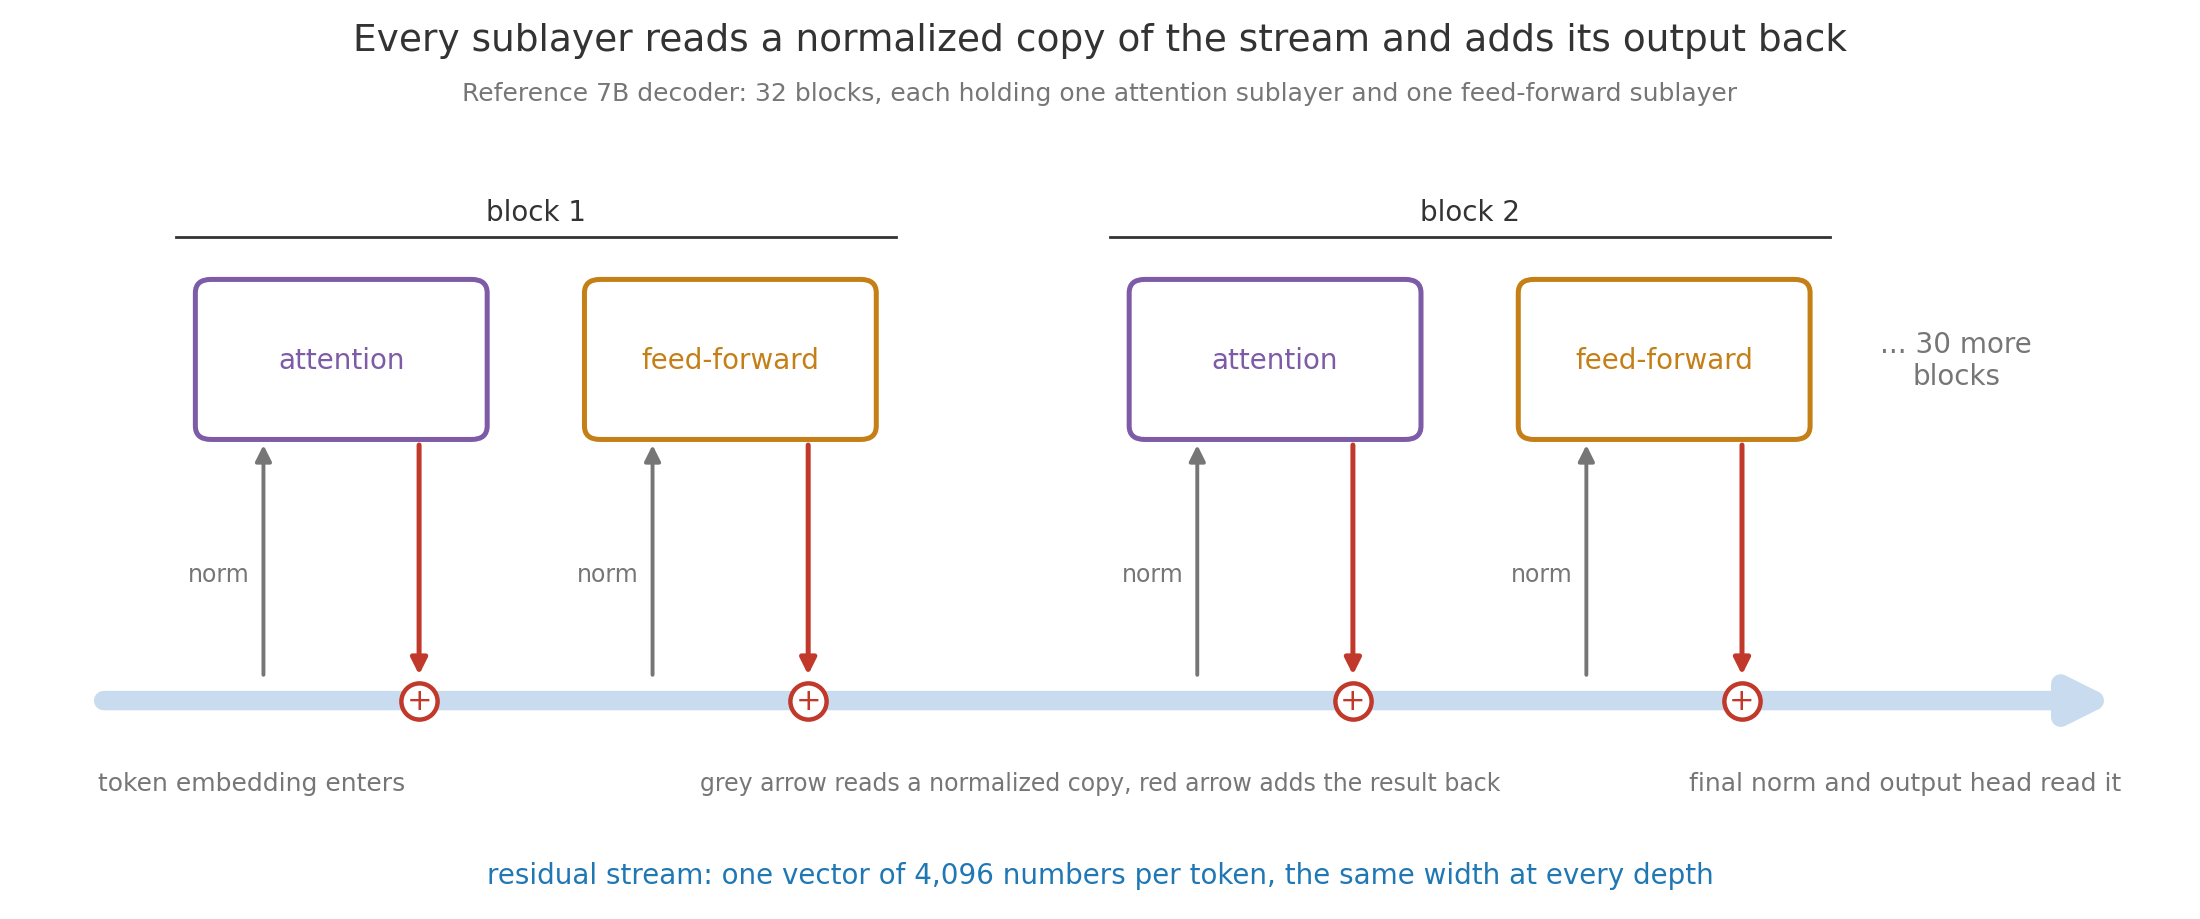 Every sublayer reads a normalized copy of the stream and adds its output back
Reference 7B decoder: 32 blocks, each holding one attention sublayer and one feed-forward sublayer
block 1
block 2
attention
feed-forward
attention
feed-forward
... 30 more
blocks
norm
norm
norm
norm
+
+
+
+
token embedding enters
grey arrow reads a normalized copy, red arrow adds the result back
final norm and output head read it
residual stream: one vector of 4,096 numbers per token, the same width at every depth